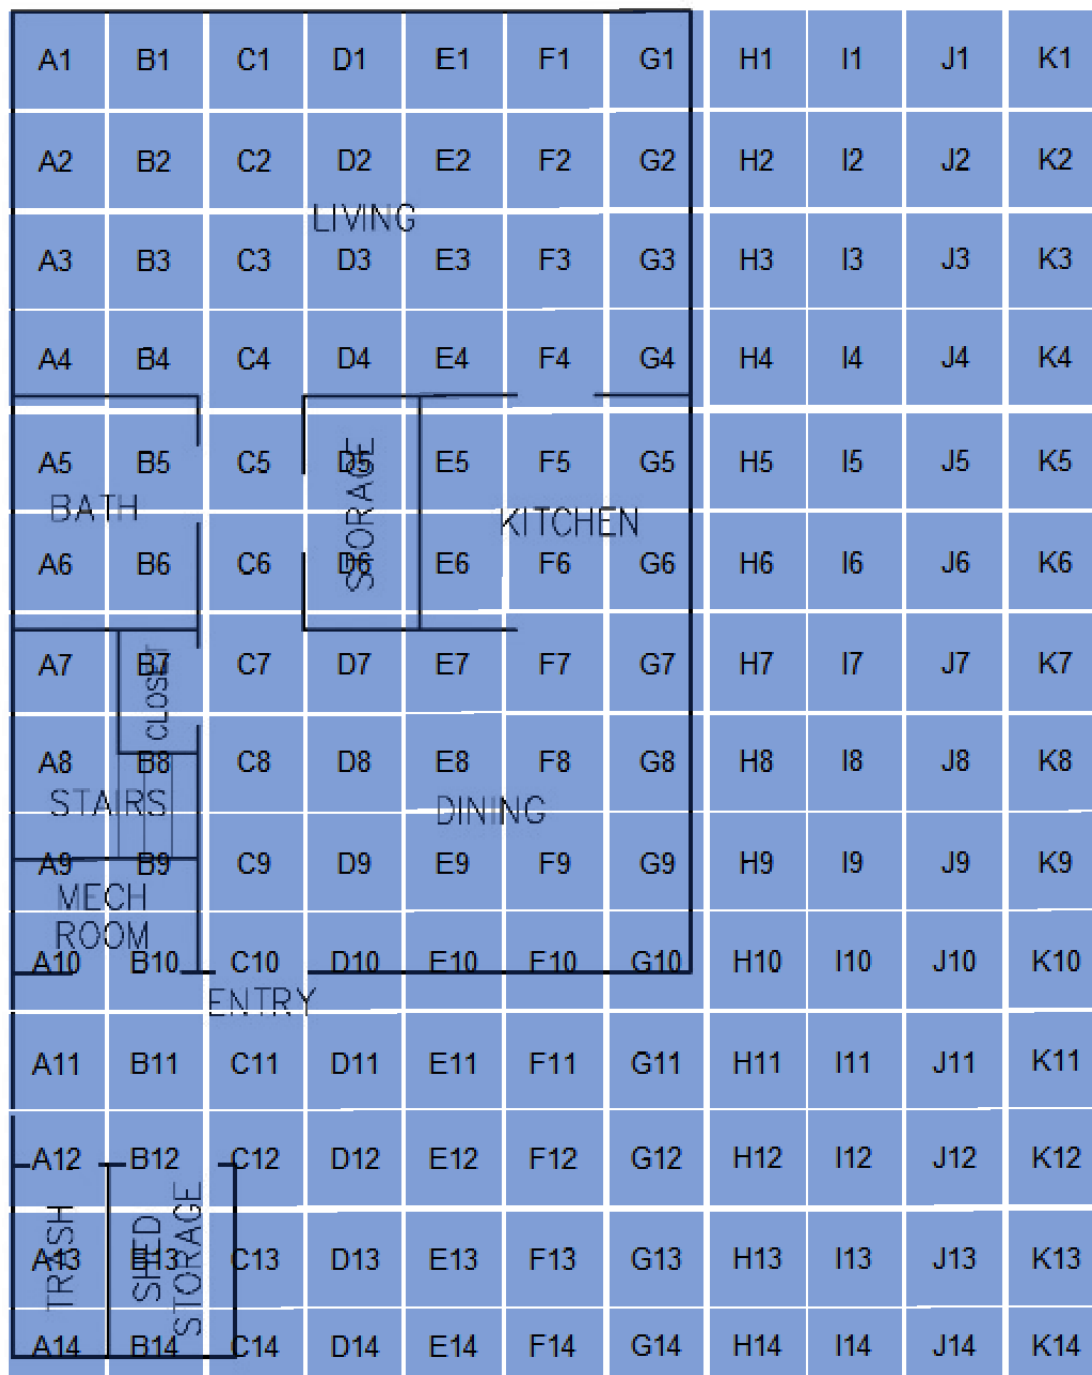 A1 B1 C1 D1 E1 F1 G1 H1 I1 J1 K1
A2 B2 C2 D2 E2 F2 G2 H2 I2 J2 K2
LIVING
A3 B3 C3 D3 E3 F3 G3 H3 I3 J3 K3
A4 B4 C4 D4 E4 F4 G4 H4 I4 J4 K4
A5 B5 C5 D5 E5 F5 G5 H5 I5 J5 K5
BATH STORAGE KITCHEN
A6 B6 C6 D6 E6 F6 G6 H6 I6 J6 K6
A7 B7 C7 D7 E7 F7 G7 H7 I7 J7 K7
CLOSET
A8 B8 C8 D8 E8 F8 G8 H8 I8 J8 K8
STAIRS DINING
A9 B9 C9 D9 E9 F9 G9 H9 I9 J9 K9
MECH
ROOM
A10 B10 C10 D10 E10 F10 G10 H10 I10 J10 K10
ENTRY
A11 B11 C11 D11 E11 F11 G11 H11 I11 J11 K11
A12 B12 C12 D12 E12 F12 G12 H12 I12 J12 K12
TRASH SHED
STORAGE
A13 E13 C13 D13 E13 F13 G13 H13 I13 J13 K13
A14 B14 C14 D14 E14 F14 G14 H14 I14 J14 K14